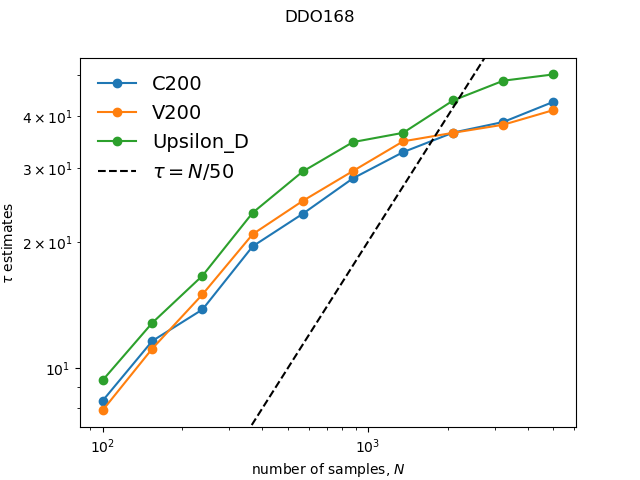 DDO168
C200
V200
Upsilon_D
τ = N/50
4 × 10¹
3 × 10¹
2 × 10¹
10¹
τ estimates
10² 10³
number of samples, N